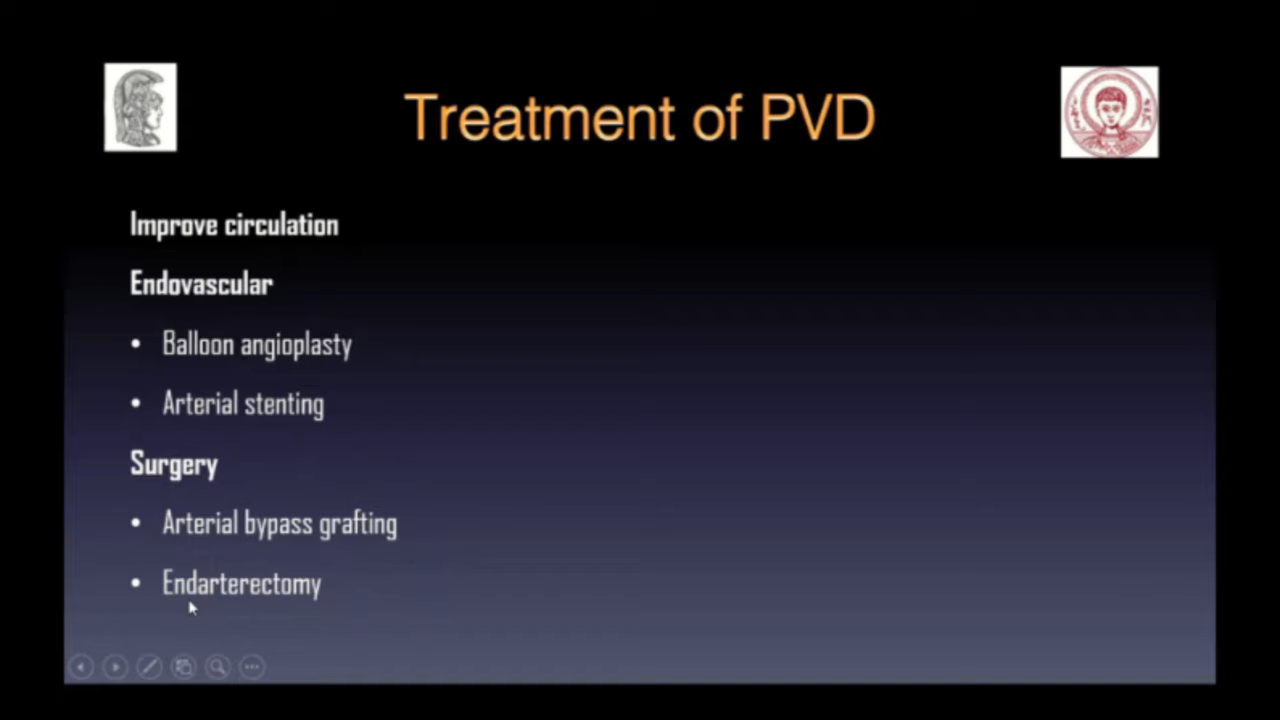 Treatment of PVD
Improve circulation
Endovascular
• Balloon angioplasty
• Arterial stenting
Surgery
• Arterial bypass grafting
• Endarterectomy